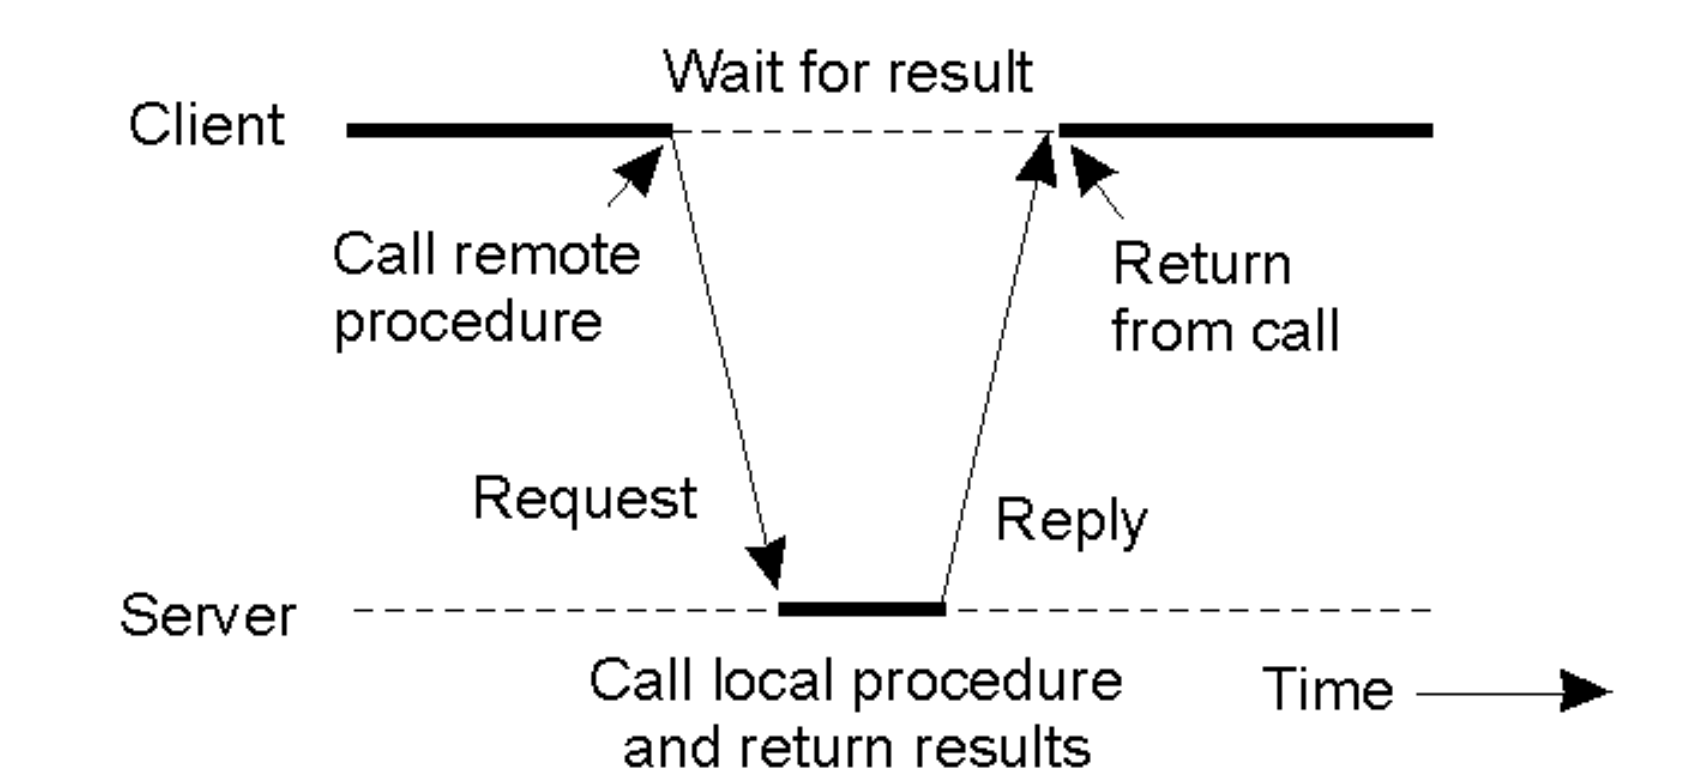 Wait for result
Client
Call remote
procedure
Return
from call
Request
Reply
Server
Call local procedure
and return results
Time